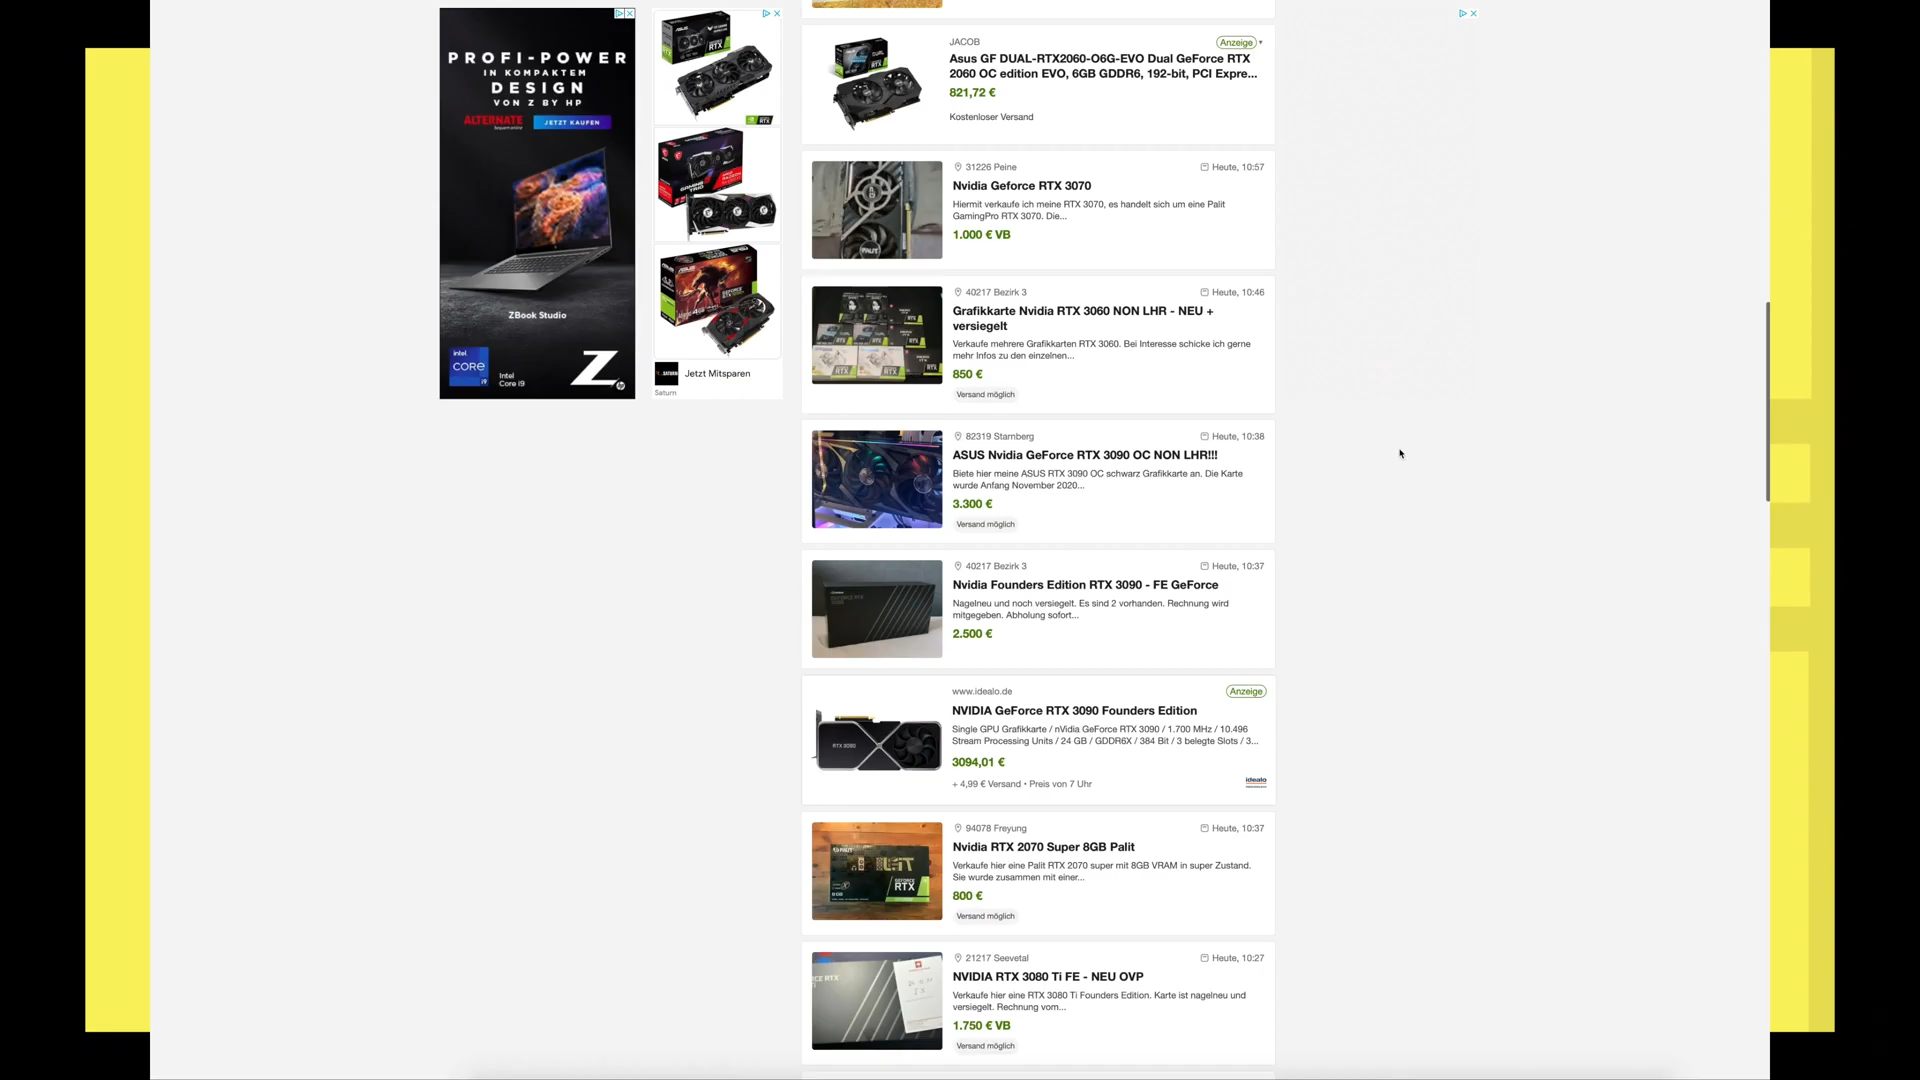 PROFI-POWER
IN KOMPAKTEM
DESIGN
VON Z BY HP
ALTERNATE
JETZT KAUFEN
ZBook Studio
intel
CORE
i9
Intel
Core i9
Jetzt Mitsparen
Saturn
JACOB
Anzeige
Asus GF DUAL-RTX2060-O6G-EVO Dual GeForce RTX
2060 OC edition EVO, 6GB GDDR6, 192-bit, PCI Expre...
821,72 €
Kostenloser Versand
31226 Peine
Heute, 10:57
Nvidia Geforce RTX 3070
Hiermit verkaufe ich meine RTX 3070, es handelt sich um eine Palit
GamingPro RTX 3070. Die...
1.000 € VB
40217 Bezirk 3
Heute, 10:46
Grafikkarte Nvidia RTX 3060 NON LHR - NEU +
versiegelt
Verkaufe mehrere Grafikkarten RTX 3060. Bei Interesse schicke ich gerne
mehr Infos zu den einzelnen...
850 €
Versand möglich
82319 Starnberg
Heute, 10:38
ASUS Nvidia GeForce RTX 3090 OC NON LHR!!!
Biete hier meine ASUS RTX 3090 OC schwarz Grafikkarte an. Die Karte
wurde Anfang November 2020...
3.300 €
Versand möglich
40217 Bezirk 3
Heute, 10:37
Nvidia Founders Edition RTX 3090 - FE GeForce
Nagelneu und noch versiegelt. Es sind 2 vorhanden. Rechnung wird
mitgegeben. Abholung sofort...
2.500 €
www.idealo.de
Anzeige
NVIDIA GeForce RTX 3090 Founders Edition
Single GPU Grafikkarte / nVidia GeForce RTX 3090 / 1.700 MHz / 10.496
Stream Processing Units / 24 GB / GDDR6X / 384 Bit / 3 belegte Slots / 3...
3094,01 €
+ 4,99 € Versand • Preis von 7 Uhr
idealo
RTX 3090
94078 Freyung
Heute, 10:37
Nvidia RTX 2070 Super 8GB Palit
Verkaufe hier eine Palit RTX 2070 super mit 8GB VRAM in super Zustand.
Sie wurde zusammen mit einer...
800 €
Versand möglich
GEFORCE
RTX
21217 Seevetal
Heute, 10:27
NVIDIA RTX 3080 Ti FE - NEU OVP
Verkaufe hier eine RTX 3080 Ti Founders Edition. Karte ist nagelneu und
versiegelt. Rechnung vom...
1.750 € VB
Versand möglich